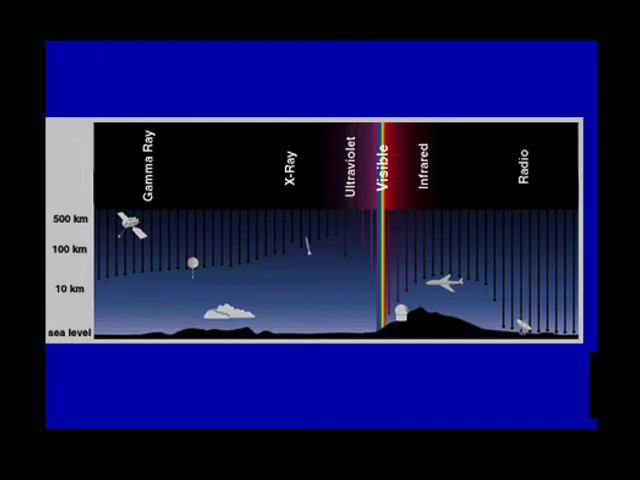 Gamma Ray
X-Ray
Ultraviolet
Visible
Infrared
Radio
500 km
100 km
10 km
sea level